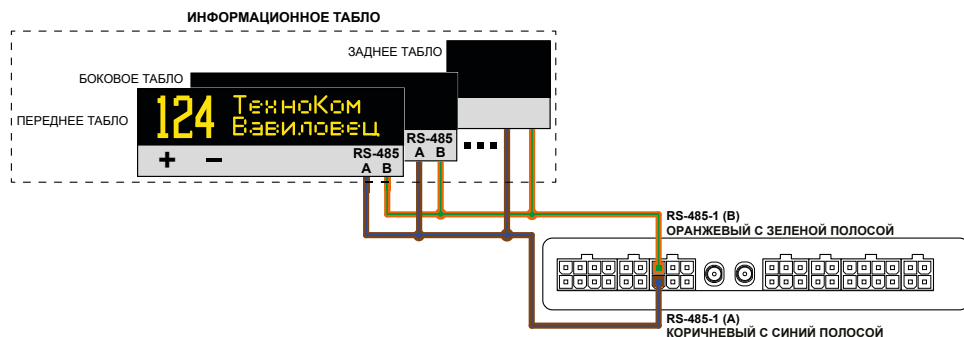 ИНФОРМАЦИОННОЕ ТАБЛО
ЗАДНЕЕ ТАБЛО
БОКОВОЕ ТАБЛО
ПЕРЕДНЕЕ ТАБЛО
124
ТехноКом
Вавиловец
+ –
RS-485
A B
RS-485
A B
RS-485-1 (B)
ОРАНЖЕВЫЙ С ЗЕЛЕНОЙ ПОЛОСОЙ
RS-485-1 (A)
КОРИЧНЕВЫЙ С СИНИЙ ПОЛОСОЙ